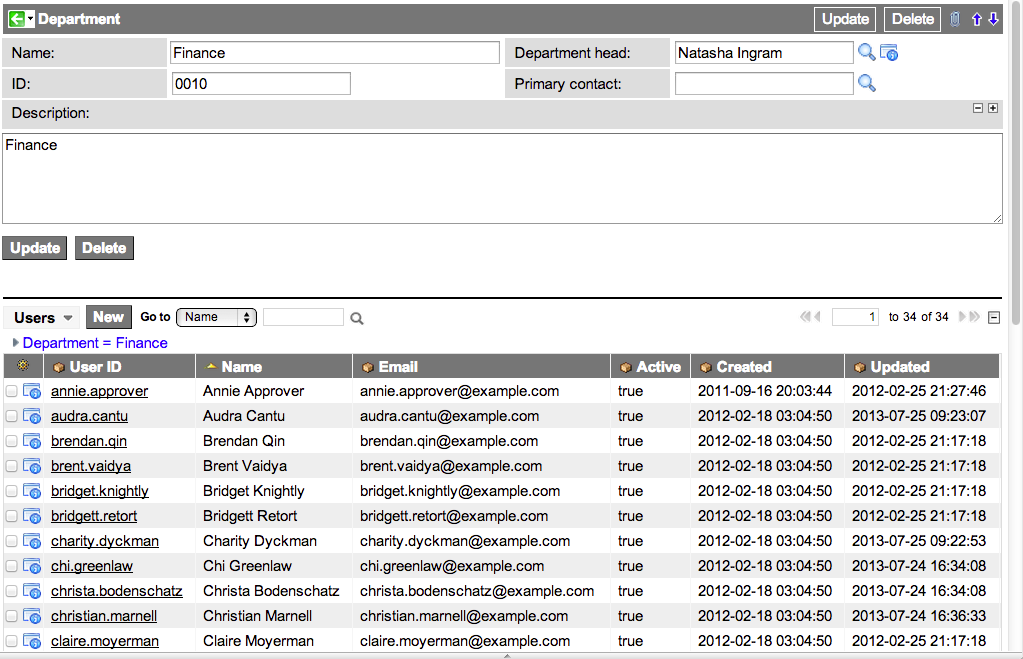 Department Update Delete
Name: Finance Department head: Natasha Ingram
ID: 0010 Primary contact:
Description:
Finance
Update Delete
Users New Go to Name 1 to 34 of 34
Department = Finance
User ID Name Email Active Created Updated
annie.approver Annie Approver annie.approver@example.com true 2011-09-16 20:03:44 2012-02-25 21:27:46
audra.cantu Audra Cantu audra.cantu@example.com true 2012-02-18 03:04:50 2013-07-25 09:23:07
brendan.qin Brendan Qin brendan.qin@example.com true 2012-02-18 03:04:50 2012-02-25 21:17:18
brent.vaidya Brent Vaidya brent.vaidya@example.com true 2012-02-18 03:04:50 2012-02-25 21:17:18
bridget.knightly Bridget Knightly bridget.knightly@example.com true 2012-02-18 03:04:50 2012-02-25 21:17:18
bridgett.retort Bridgett Retort bridgett.retort@example.com true 2012-02-18 03:04:50 2012-02-25 21:17:18
charity.dyckman Charity Dyckman charity.dyckman@example.com true 2012-02-18 03:04:50 2013-07-25 09:22:53
chi.greenlaw Chi Greenlaw chi.greenlaw@example.com true 2012-02-18 03:04:50 2013-07-24 16:34:08
christa.bodenschatz Christa Bodenschatz christa.bodenschatz@example.com true 2012-02-18 03:04:50 2013-07-24 16:34:08
christian.marnell Christian Marnell christian.marnell@example.com true 2012-02-18 03:04:50 2013-07-24 16:36:33
claire.moyerman Claire Moyerman claire.moyerman@example.com true 2012-02-18 03:04:50 2012-02-25 21:17:18